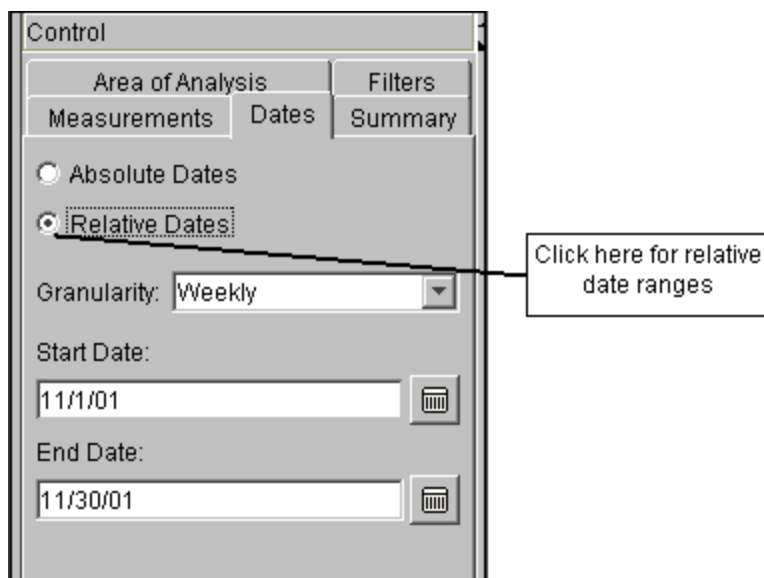 Control
Area of Analysis Filters
Measurements Dates Summary
Absolute Dates
Relative Dates
Click here for relative
date ranges
Granularity: Weekly
Start Date:
11/1/01
End Date:
11/30/01